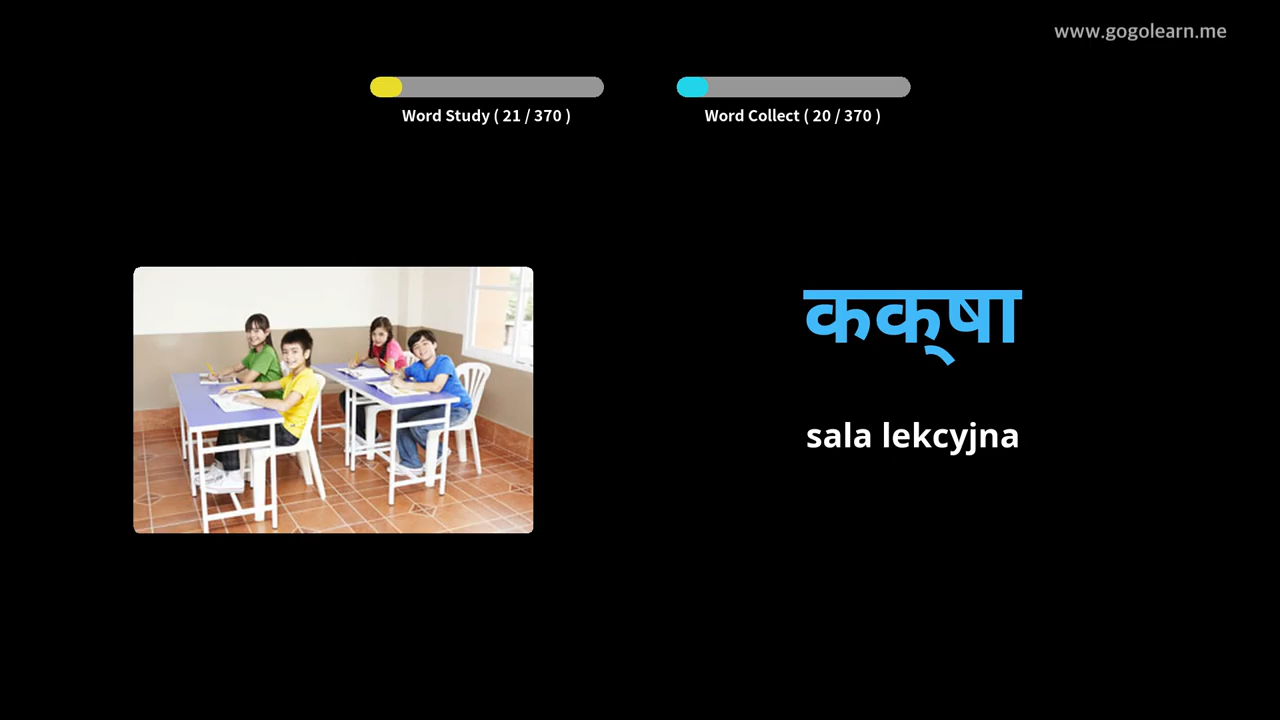 www.gogolearn.me
Word Study ( 21 / 370 )
Word Collect ( 20 / 370 )
कक्‌षा
sala lekcyjna